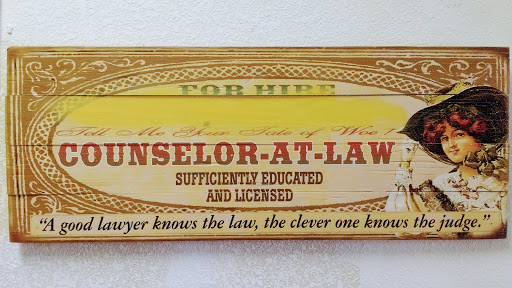 FOR HIRE
Tell Me Your Tale of Woe!
COUNSELOR-AT-LAW
SUFFICIENTLY EDUCATED
AND LICENSED
"A good lawyer knows the law, the clever one knows the judge."